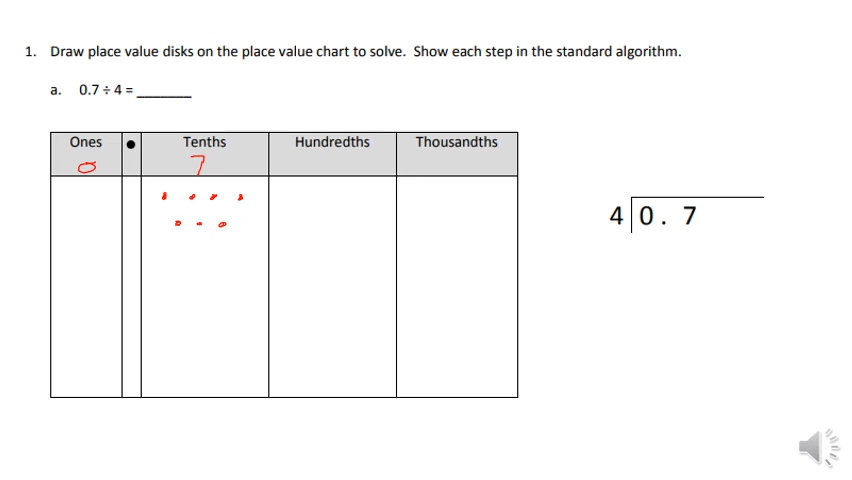 1. Draw place value disks on the place value chart to solve. Show each step in the standard algorithm.
a. 0.7 ÷ 4 = _______
Ones • Tenths Hundredths Thousandths
0 7
4 0 . 7